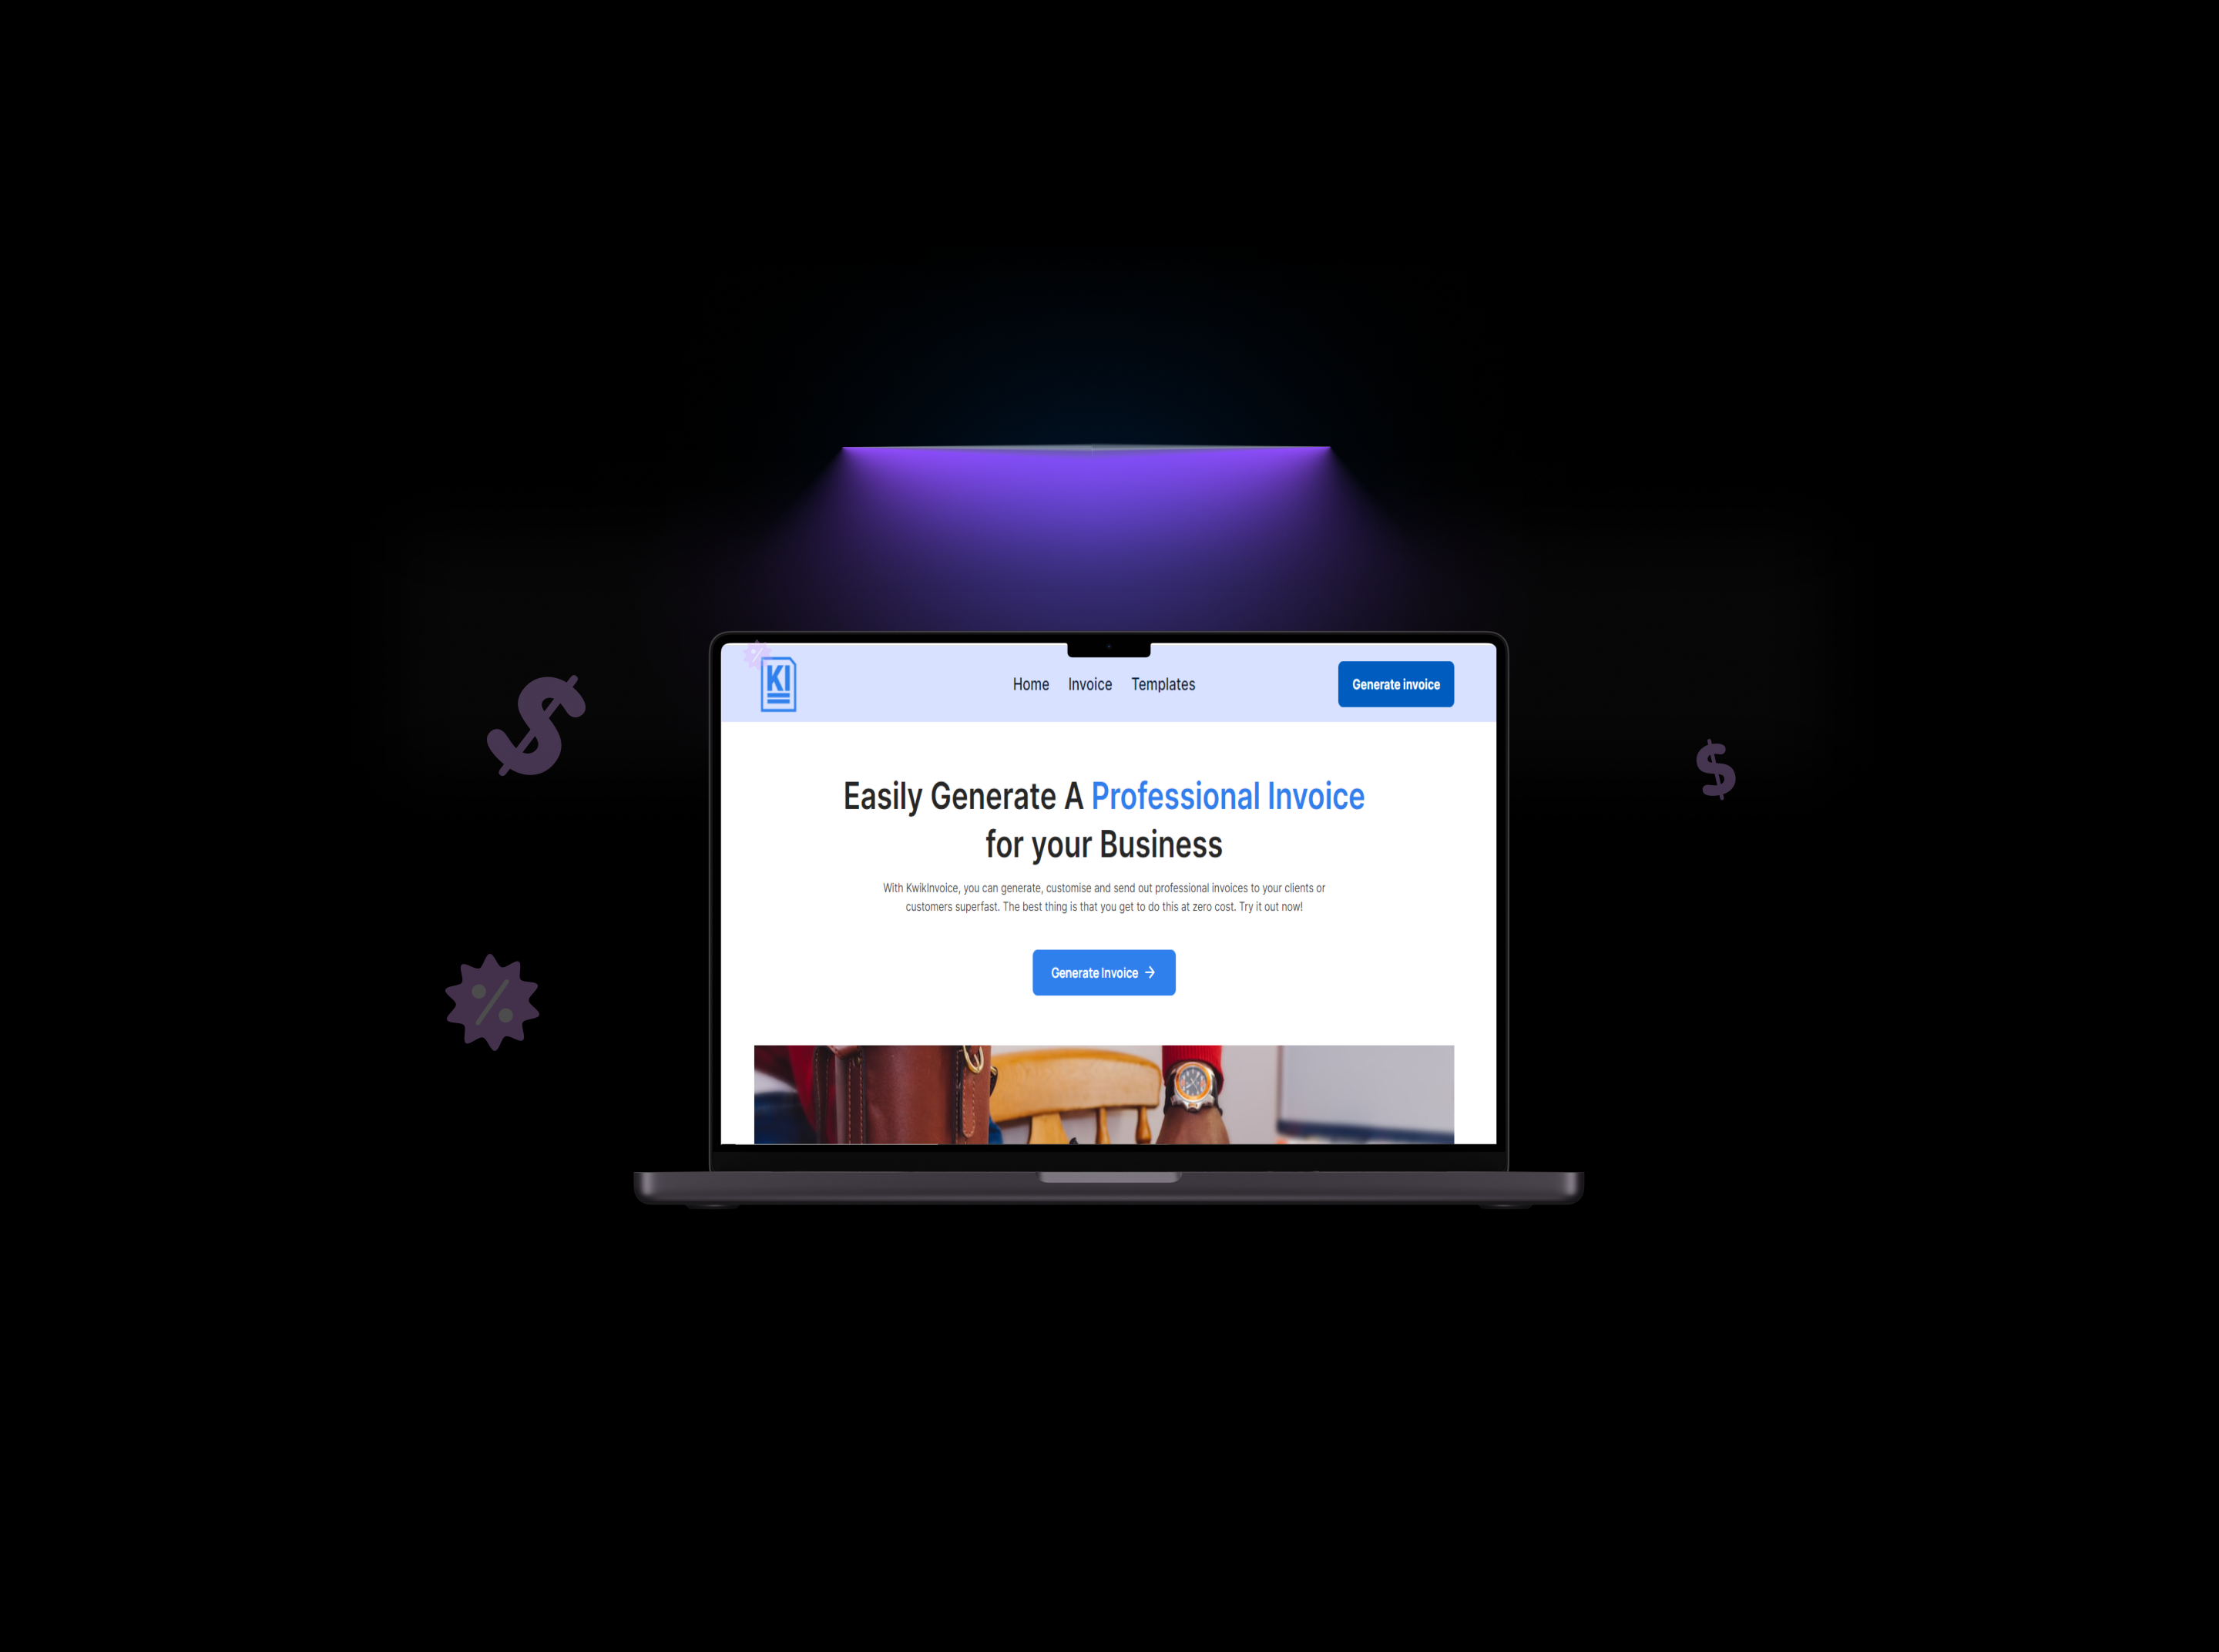 KI
Home Invoice Templates
Generate invoice
Easily Generate A Professional Invoice
for your Business
With KwikInvoice, you can generate, customise and send out professional invoices to your clients or
customers superfast. The best thing is that you get to do this at zero cost. Try it out now!
Generate Invoice →
$
$
%
%